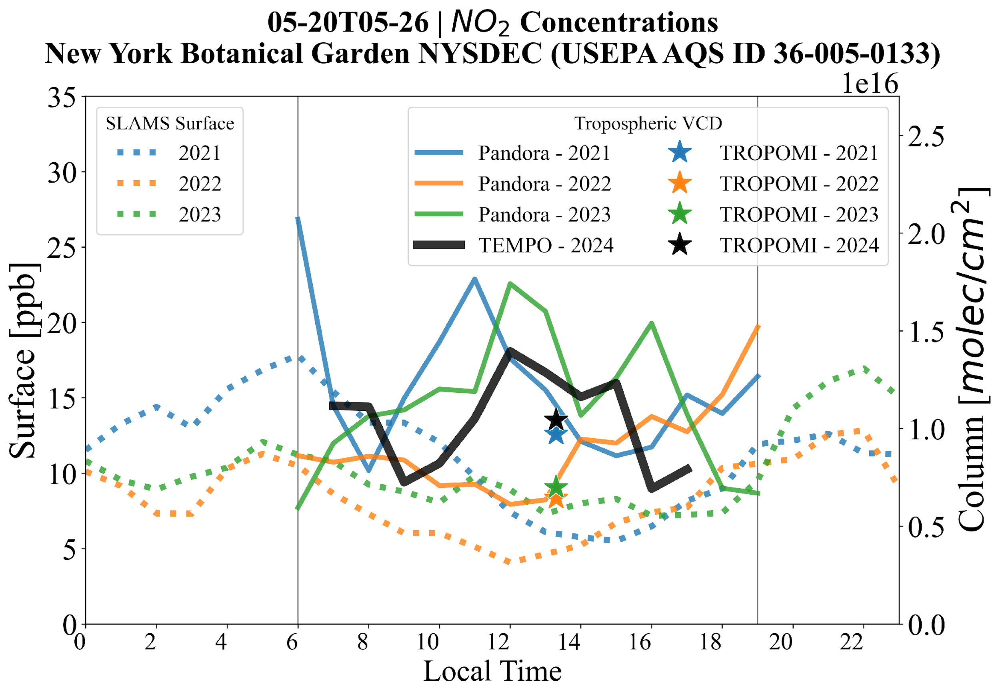 05-20T05-26 | NO₂ Concentrations
New York Botanical Garden NYSDEC (USEPA AQS ID 36-005-0133)
1e16
SLAMS Surface
2021
2022
2023
Tropospheric VCD
Pandora - 2021
Pandora - 2022
Pandora - 2023
TEMPO - 2024
TROPOMI - 2021
TROPOMI - 2022
TROPOMI - 2023
TROPOMI - 2024
Surface [ppb]
35
30
25
20
15
10
5
0
Column [molec/cm²]
2.5
2.0
1.5
1.0
0.5
0.0
0 2 4 6 8 10 12 14 16 18 20 22
Local Time